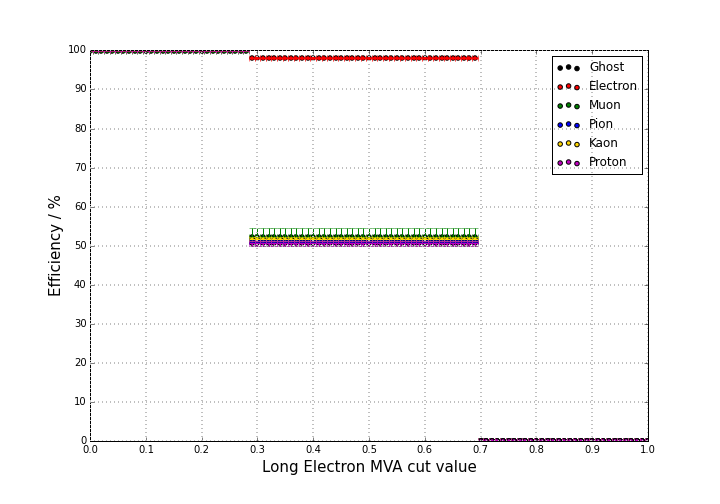 100
90
80
70
60
50
40
30
20
10
0
Efficiency / %
0.0 0.1 0.2 0.3 0.4 0.5 0.6 0.7 0.8 0.9 1.0
Long Electron MVA cut value
Ghost
Electron
Muon
Pion
Kaon
Proton